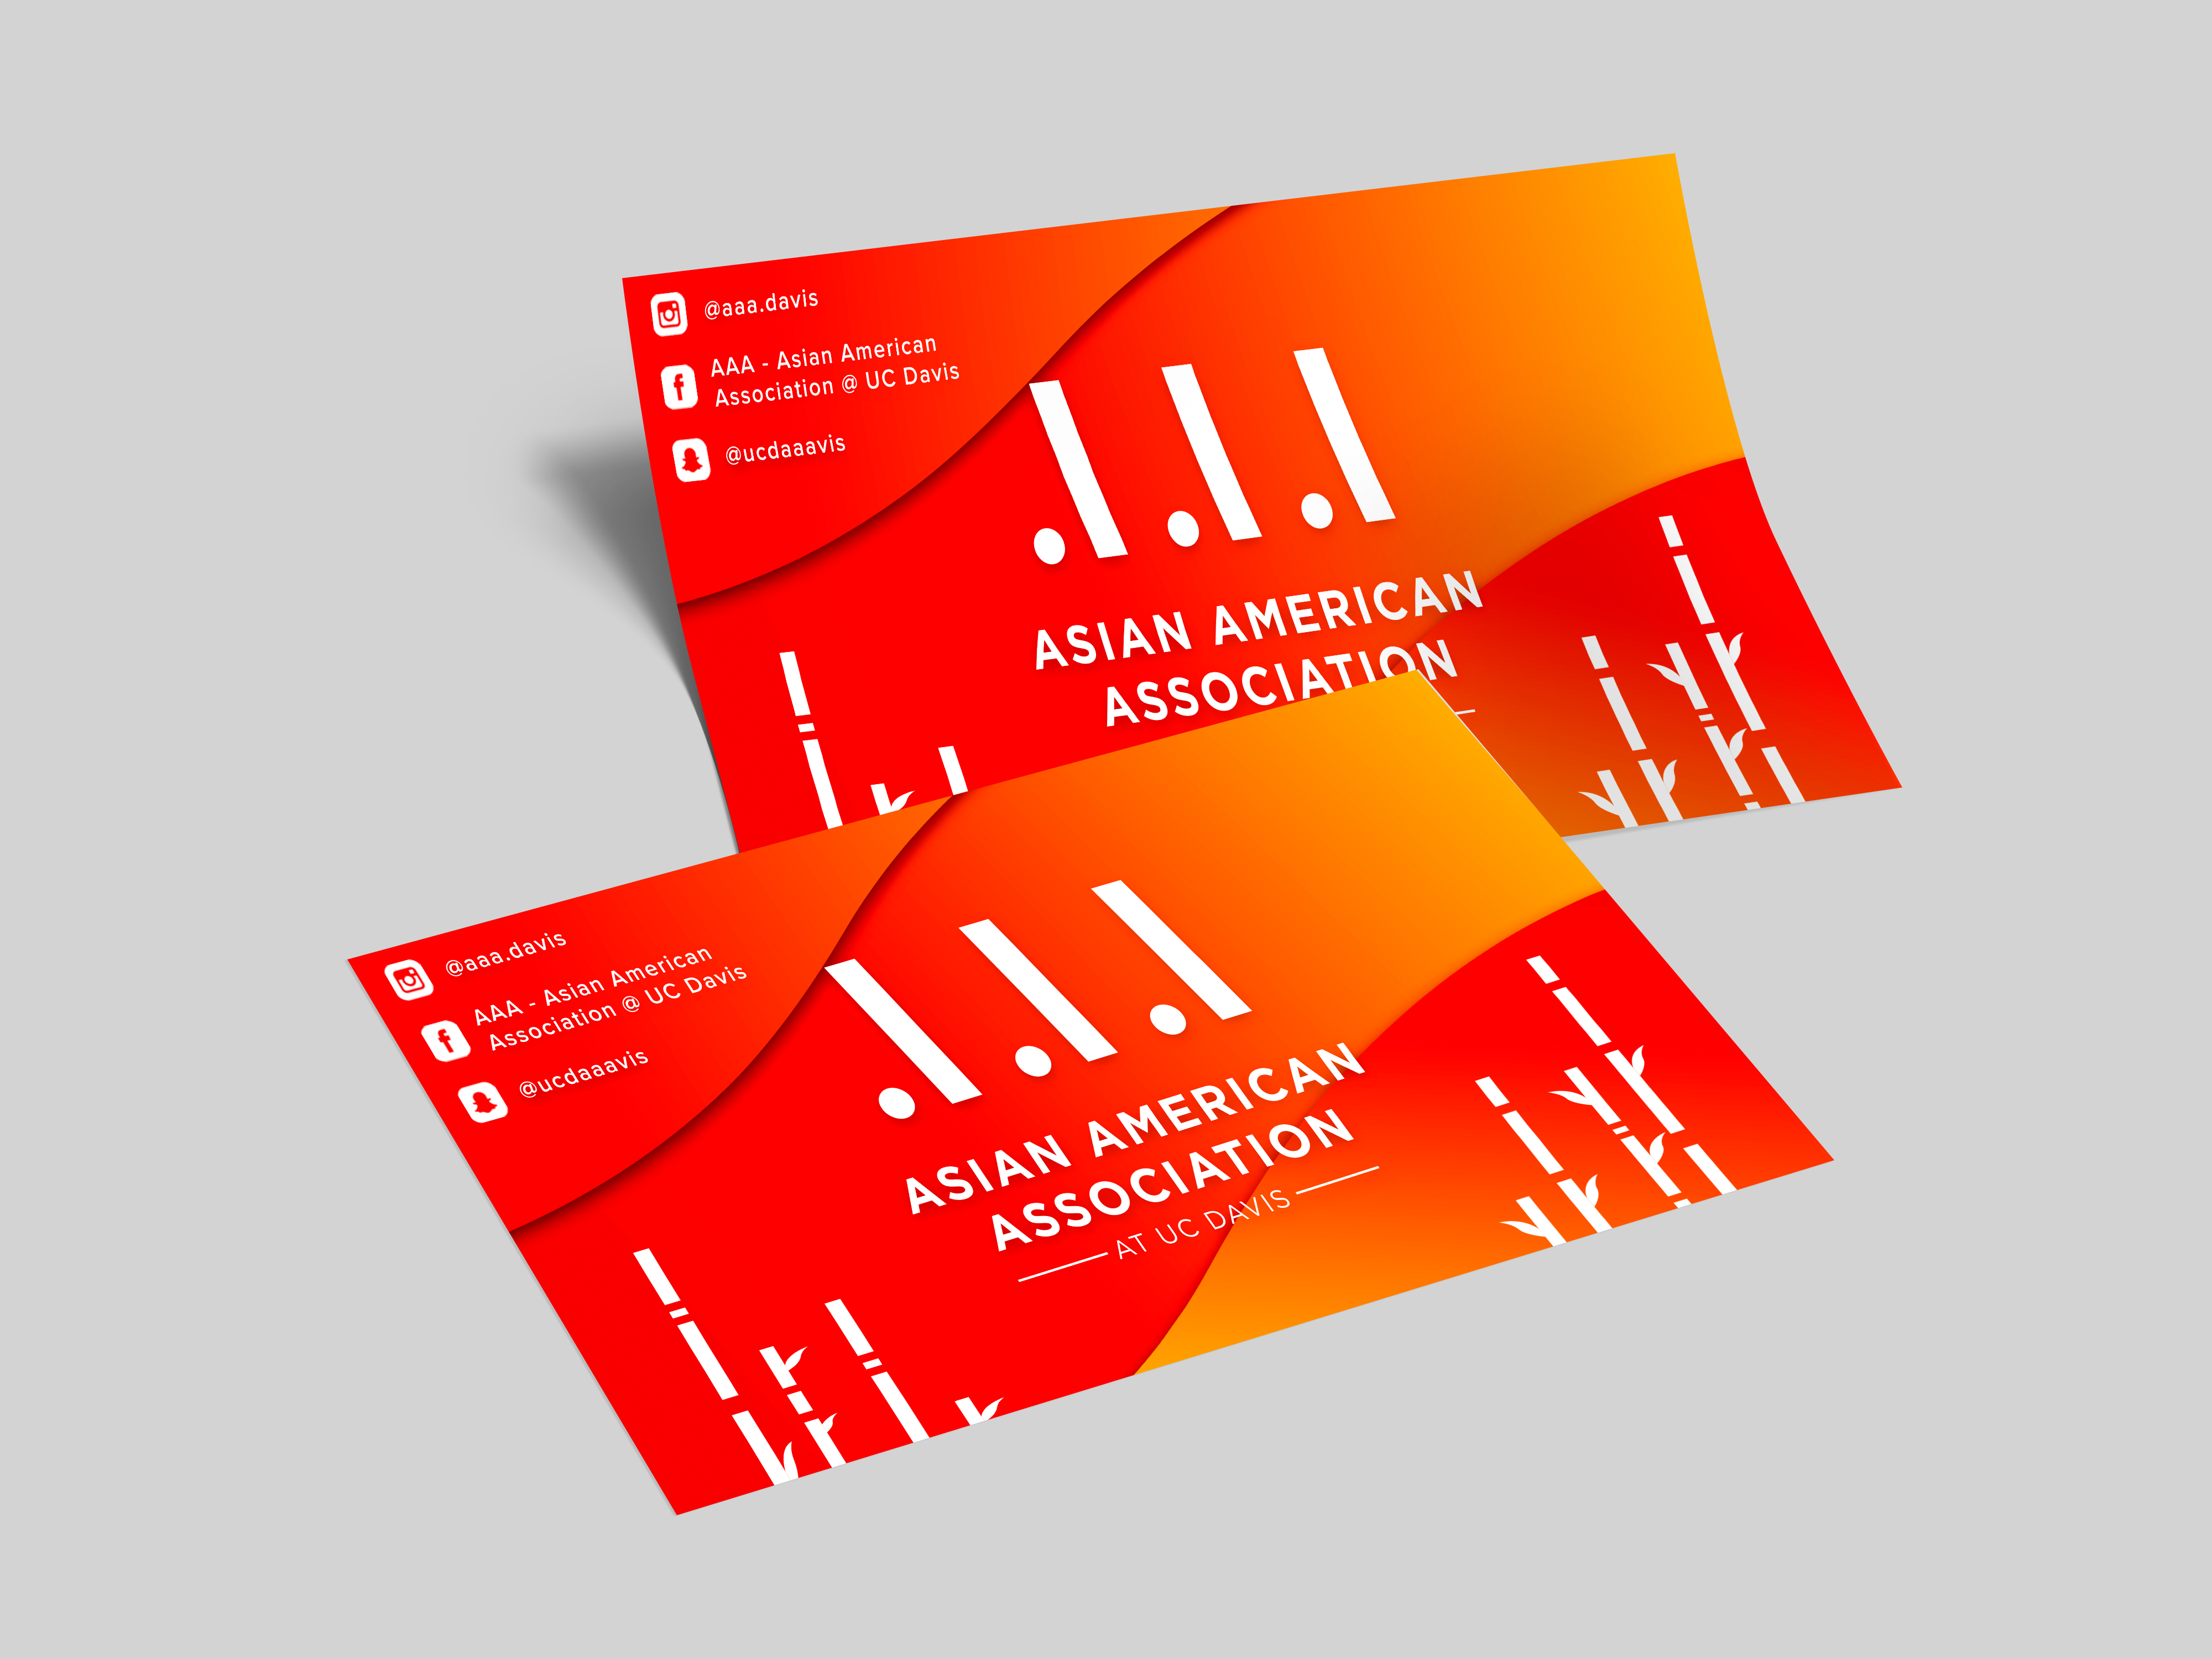 @aaa.davis
AAA - Asian American
Association @ UC Davis
@ucdaaavis
ASIAN AMERICAN
ASSOCIATION
@aaa.davis
AAA - Asian American
Association @ UC Davis
@ucdaaavis
ASIAN AMERICAN
ASSOCIATION
AT UC DAVIS